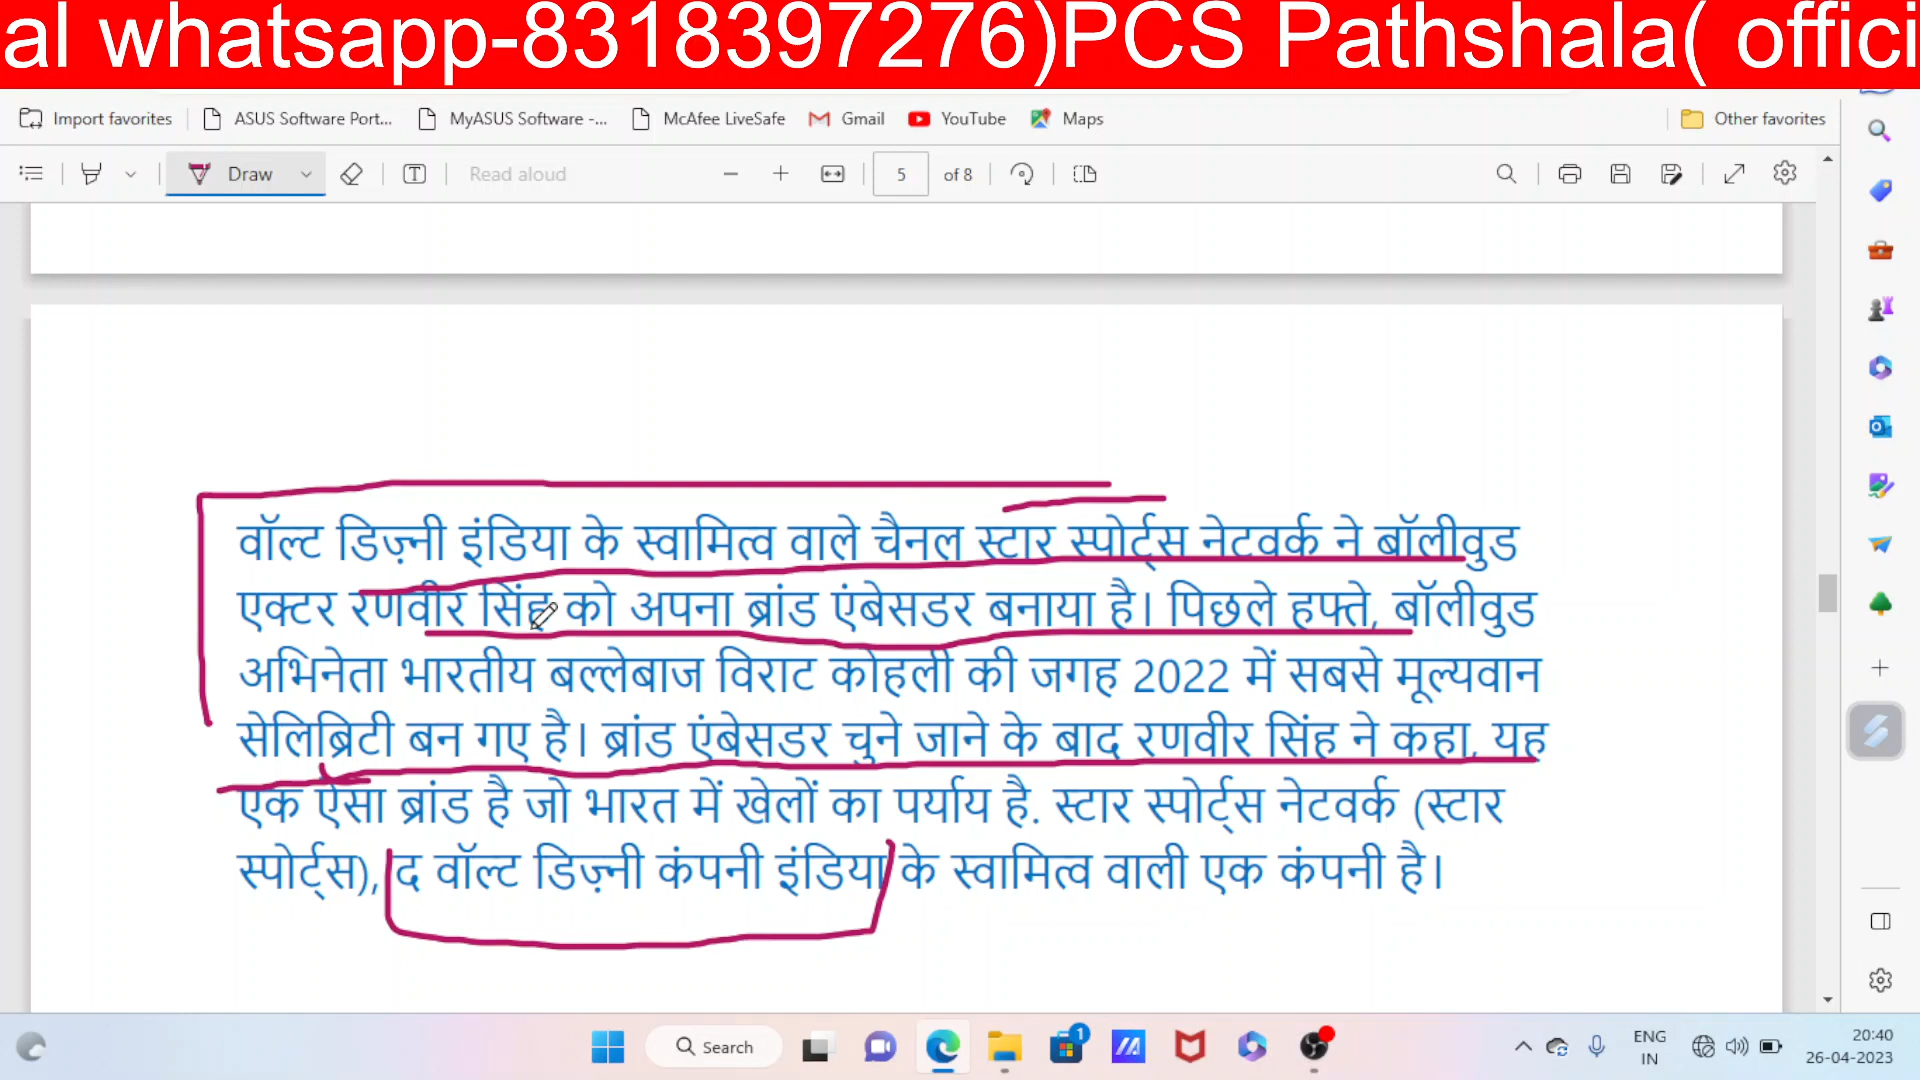 al whatsapp-8318397276)PCS Pathshala( offici
Import favorites ASUS Software Port... MyASUS Software -... McAfee LiveSafe Gmail YouTube Maps Other favorites
Draw Read aloud 5 of 8
वॉल्ट डिज़्नी इंडिया के स्वामित्व वाले चैनल स्टार स्पोर्ट्स नेटवर्क ने बॉलीवुड
एक्टर रणवीर सिंह को अपना ब्रांड एंबेसडर बनाया है। पिछले हफ्ते, बॉलीवुड
अभिनेता भारतीय बल्लेबाज विराट कोहली की जगह 2022 में सबसे मूल्यवान
सेलिब्रिटी बन गए है। ब्रांड एंबेसडर चुने जाने के बाद रणवीर सिंह ने कहा, यह
एक ऐसा ब्रांड है जो भारत में खेलों का पर्याय है. स्टार स्पोर्ट्स नेटवर्क (स्टार
स्पोर्ट्स), द वॉल्ट डिज़्नी कंपनी इंडिया के स्वामित्व वाली एक कंपनी है।
Search 1 ENG 20:40
IN 26-04-2023